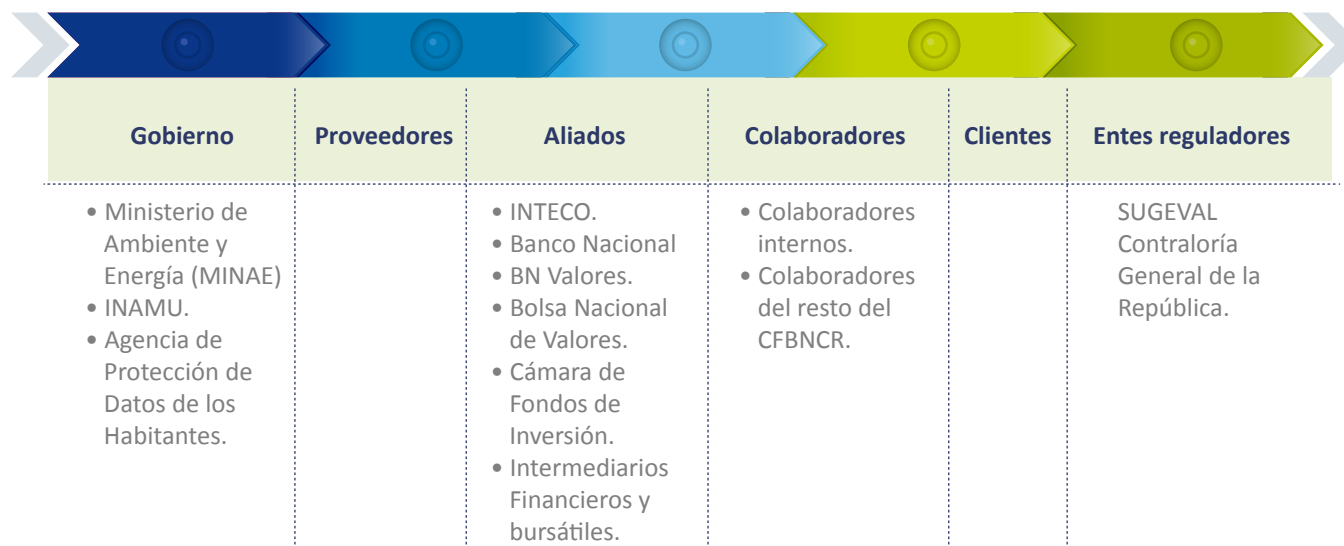 Gobierno
Proveedores
Aliados
Colaboradores
Clientes
Entes reguladores
• Ministerio de
Ambiente y
Energía (MINAE)
• INAMU.
• Agencia de
Protección de
Datos de los
Habitantes.
• INTECO.
• Banco Nacional
• BN Valores.
• Bolsa Nacional
de Valores.
• Cámara de
Fondos de
Inversión.
• Intermediarios
Financieros y
bursátiles.
• Colaboradores
internos.
• Colaboradores
del resto del
CFBNCR.
SUGEVAL
Contraloría
General de la
República.